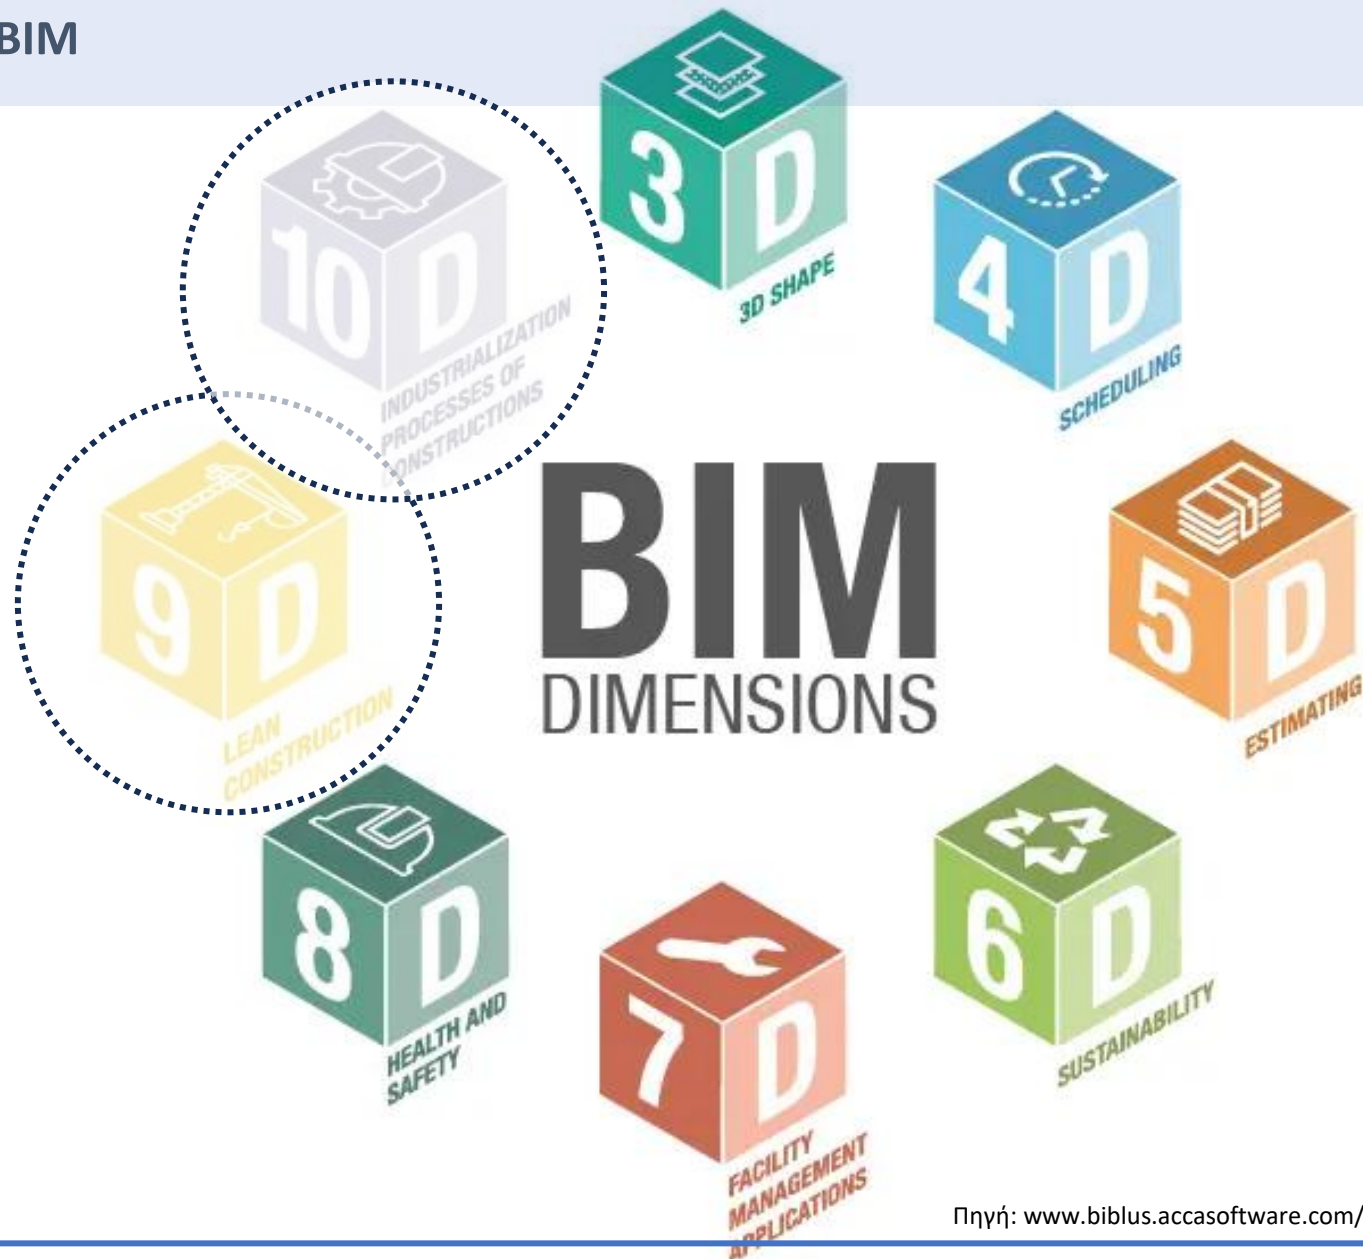 BIM
3D
3D SHAPE
4D
SCHEDULING
5D
ESTIMATING
6D
SUSTAINABILITY
7D
FACILITY
MANAGEMENT
APPLICATIONS
8D
HEALTH AND
SAFETY
9D
LEAN
CONSTRUCTION
10D
INDUSTRIALIZATION
PROCESSES OF
CONSTRUCTIONS
BIM
DIMENSIONS
Πηγή: www.biblus.accasoftware.com/